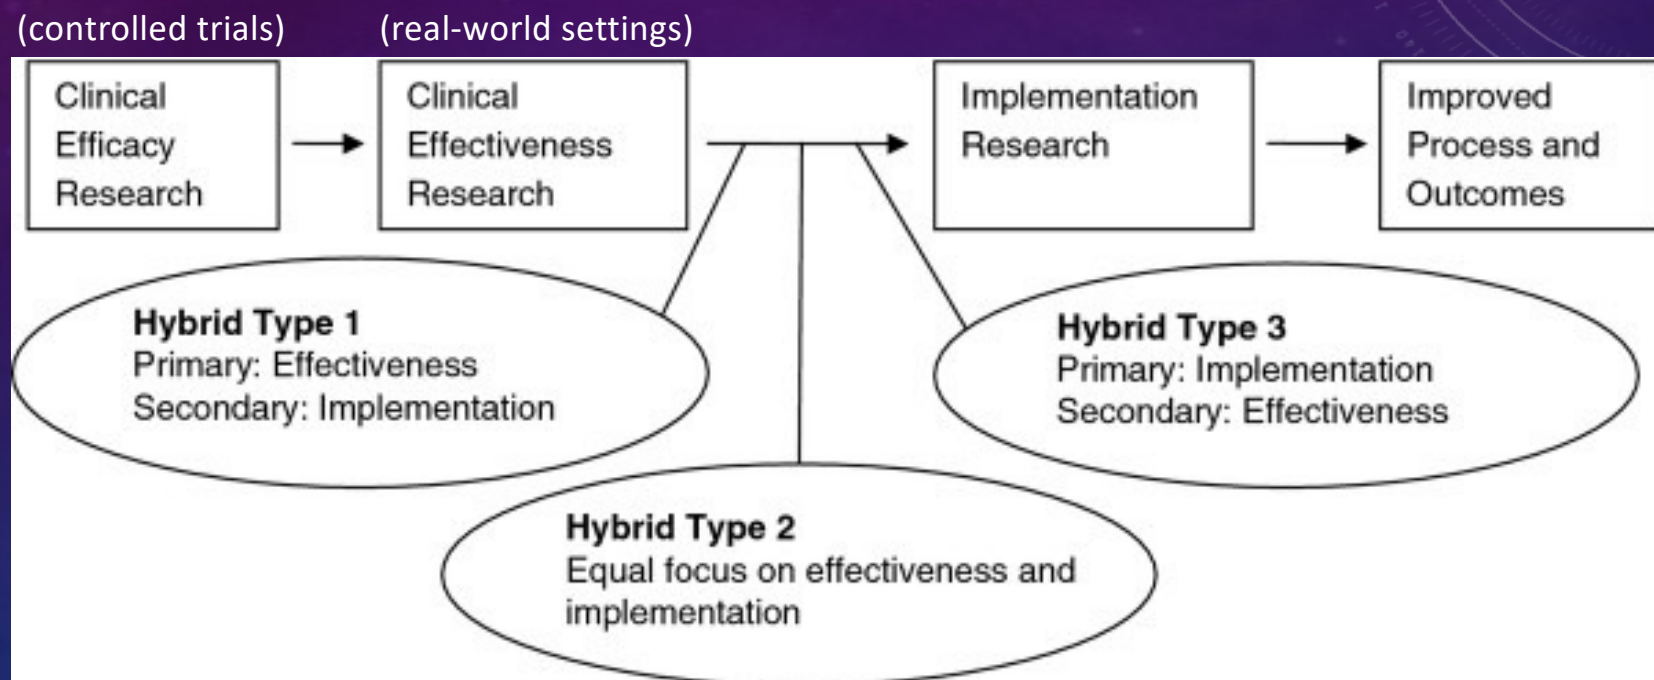 (controlled trials)
(real-world settings)
Clinical
Efficacy
Research
Clinical
Effectiveness
Research
Implementation
Research
Improved
Process and
Outcomes
Hybrid Type 1
Primary: Effectiveness
Secondary: Implementation
Hybrid Type 2
Equal focus on effectiveness and
implementation
Hybrid Type 3
Primary: Implementation
Secondary: Effectiveness